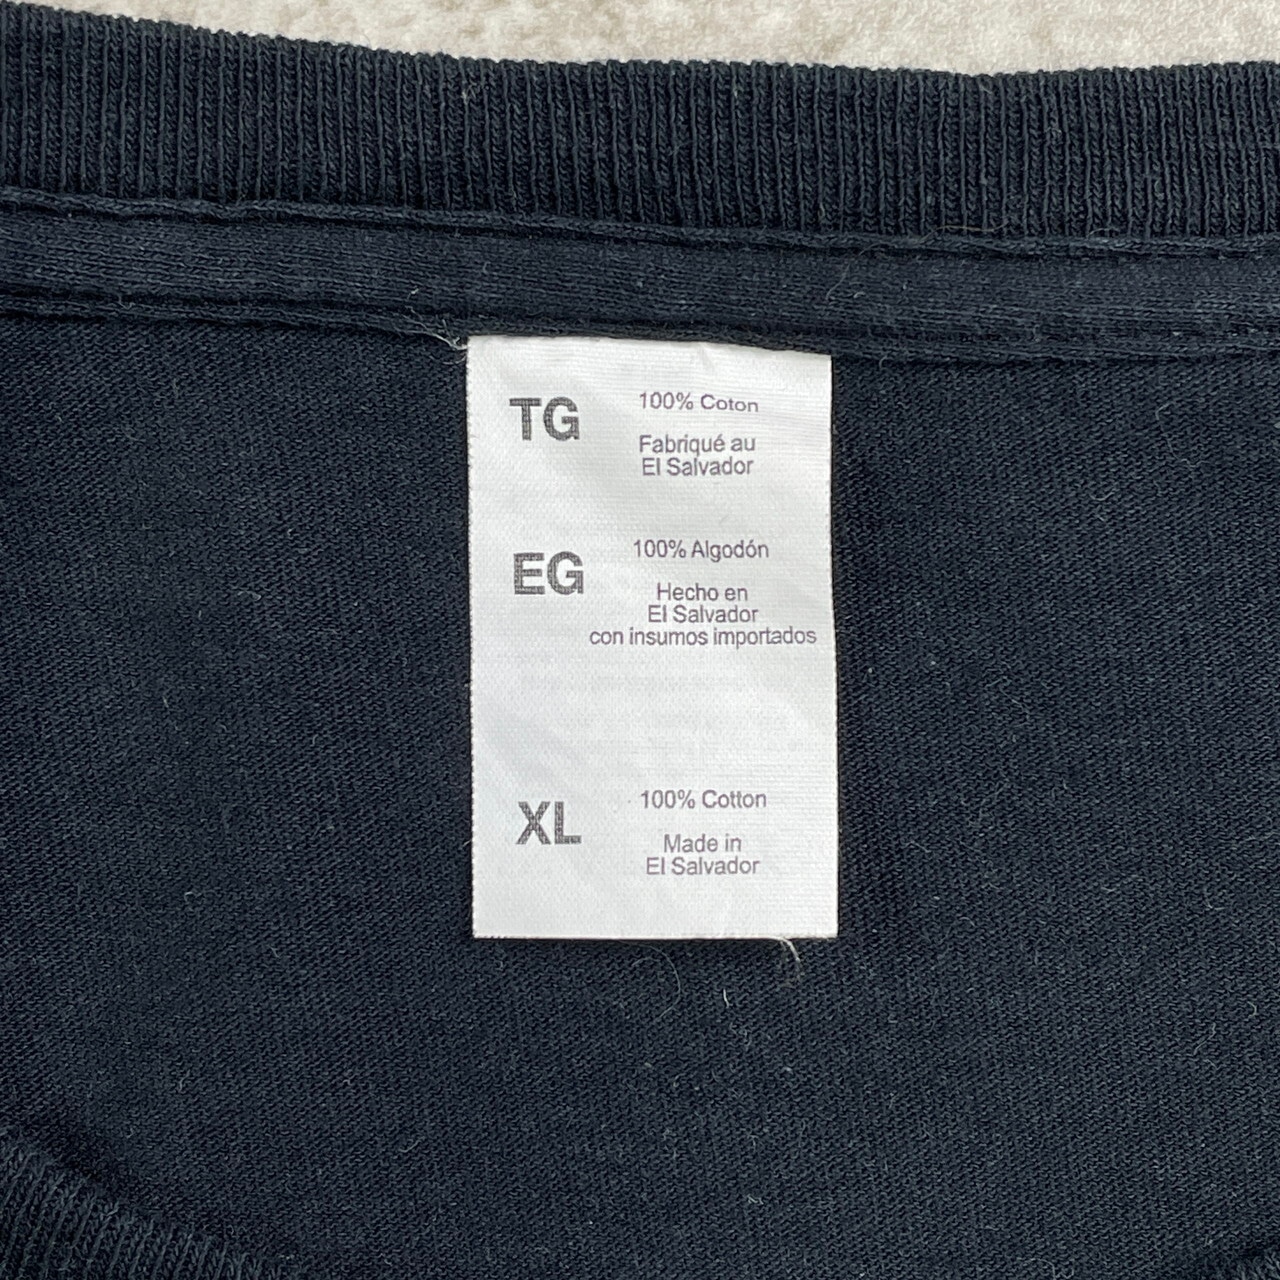 TG
100% Coton
Fabriqué au
El Salvador
EG
100% Algodón
Hecho en
El Salvador
con insumos importados
XL
100% Cotton
Made in
El Salvador